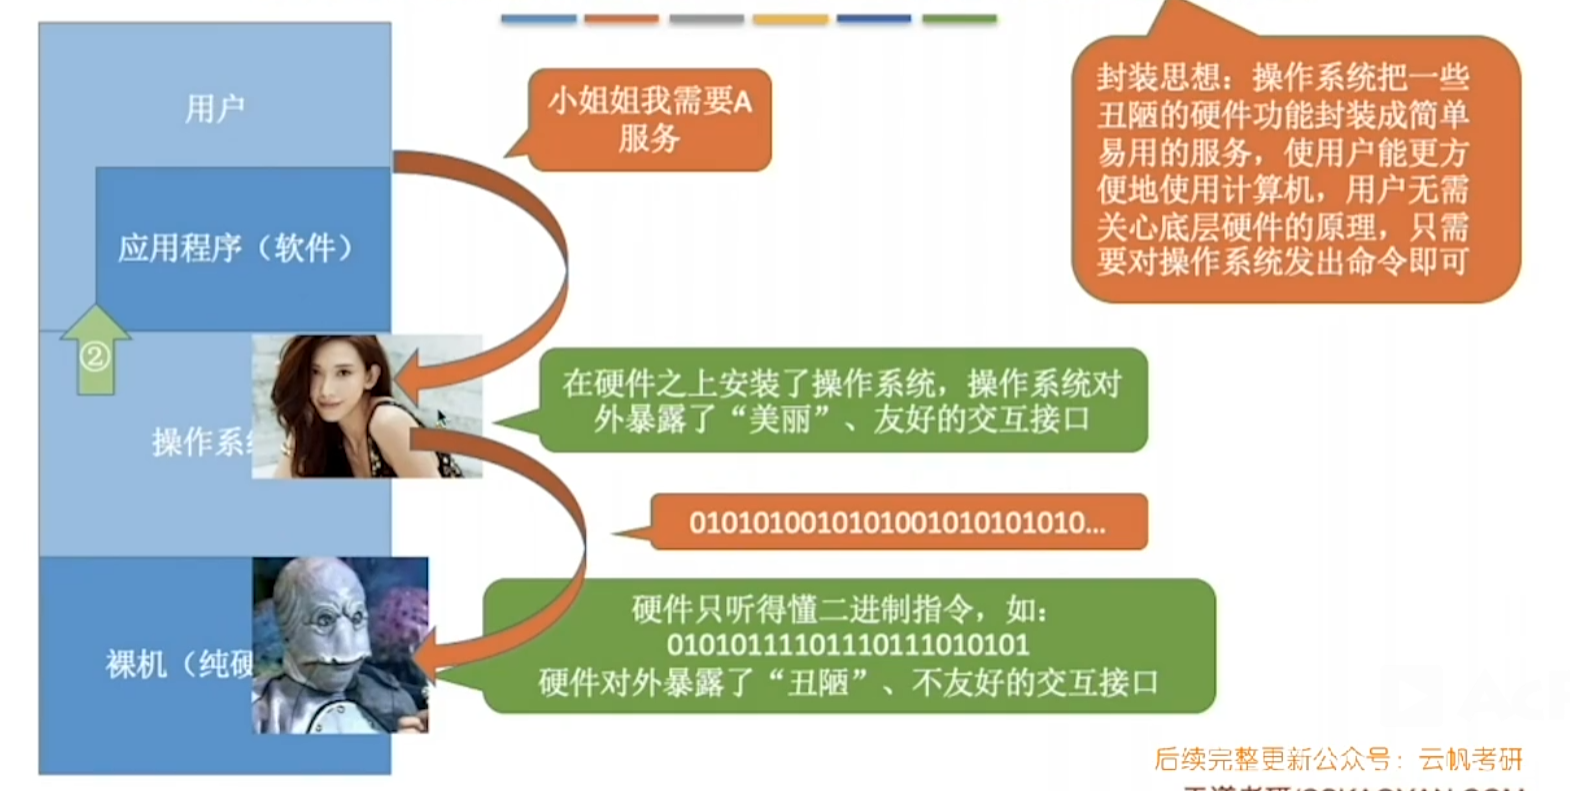 用户
应用程序（软件）
②
操作系
裸机（纯硬
小姐姐我需要A
服务
封装思想：操作系统把一些
丑陋的硬件功能封装成简单
易用的服务，使用户能更方
便地使用计算机，用户无需
关心底层硬件的原理，只需
要对操作系统发出命令即可
在硬件之上安装了操作系统，操作系统对
外暴露了“美丽”、友好的交互接口
0101010010101001010101010...
硬件只听得懂二进制指令，如：
010101111101110111010101
硬件对外暴露了“丑陋”、不友好的交互接口
后续完整更新公众号：云帆考研